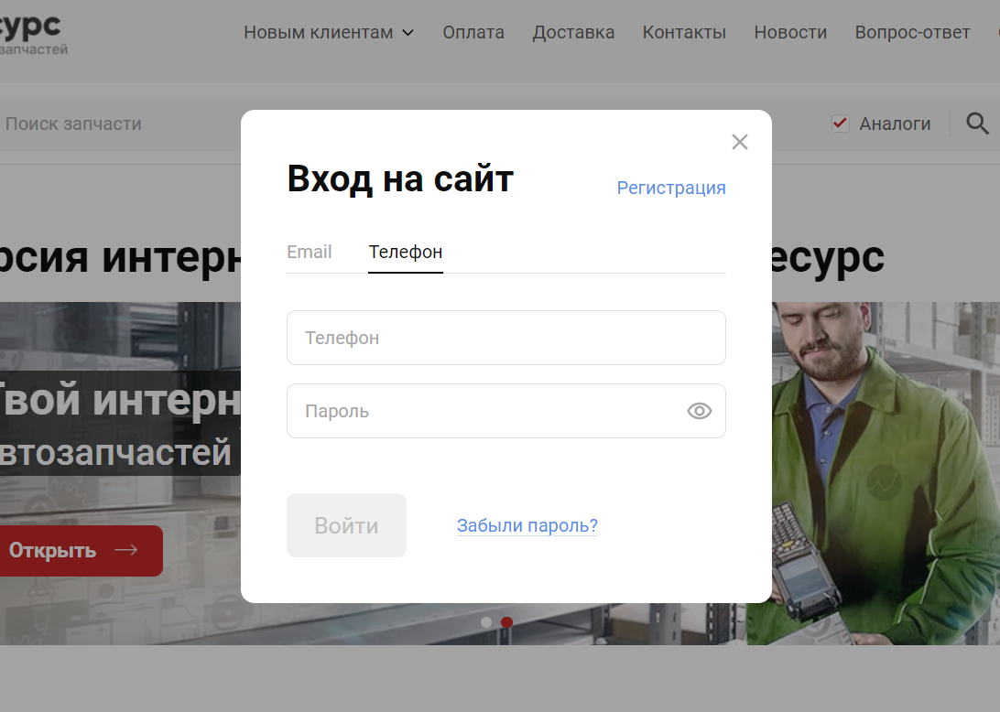 сурс
запчастей
Новым клиентам Оплата Доставка Контакты Новости Вопрос-ответ
Поиск запчасти
Аналоги
Вход на сайт
Регистрация
Email Телефон
рсия интерн
есурс
Телефон
Твой интерн
Пароль
втозапчастей
Войти
Забыли пароль?
Открыть